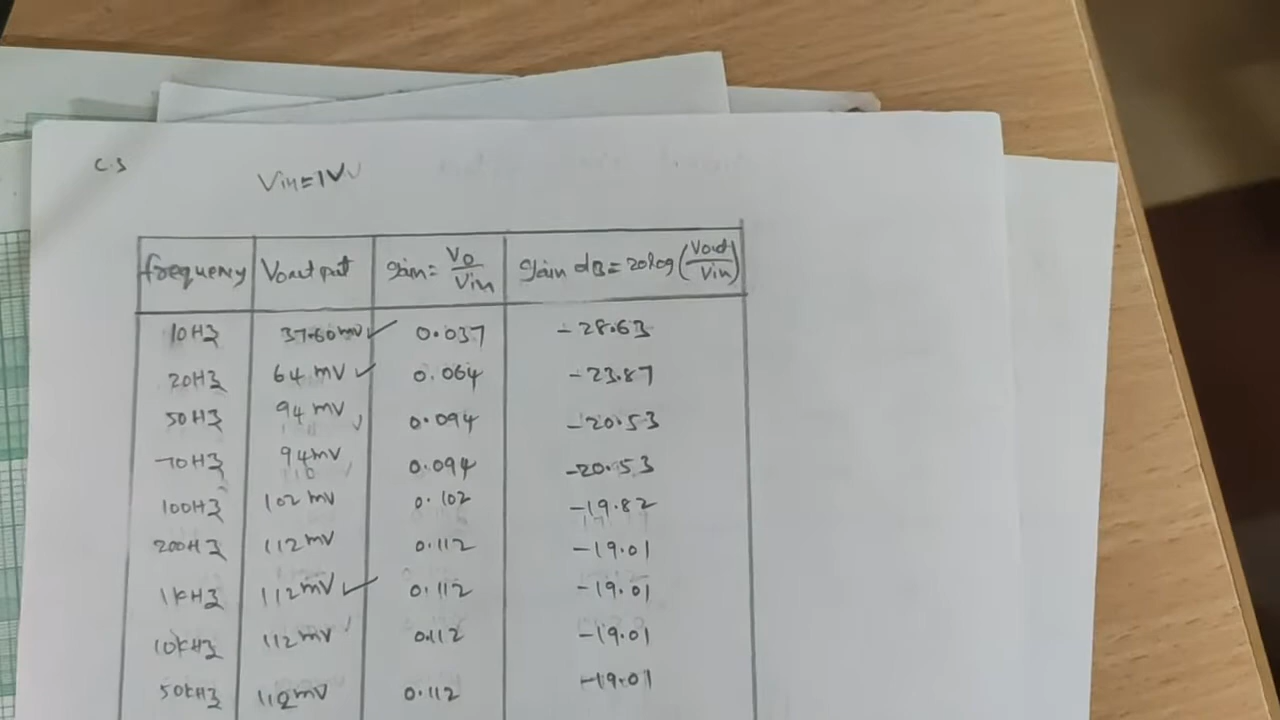 C.S
Vin=1V
frequency Voutput gain= Vo/Vin gain dB=20log(Vout/Vin)
10Hz 37.60mv 0.037 -28.63
20Hz 64 mV 0.064 -23.87
50Hz 94 mV 0.094 -20.53
70Hz 94mV 0.094 -20.53
100Hz 102 mV 0.102 -19.82
200Hz 112mV 0.112 -19.01
1KHz 112mV 0.112 -19.01
10KHz 112mV 0.112 -19.01
50KHz 112mV 0.112 -19.01